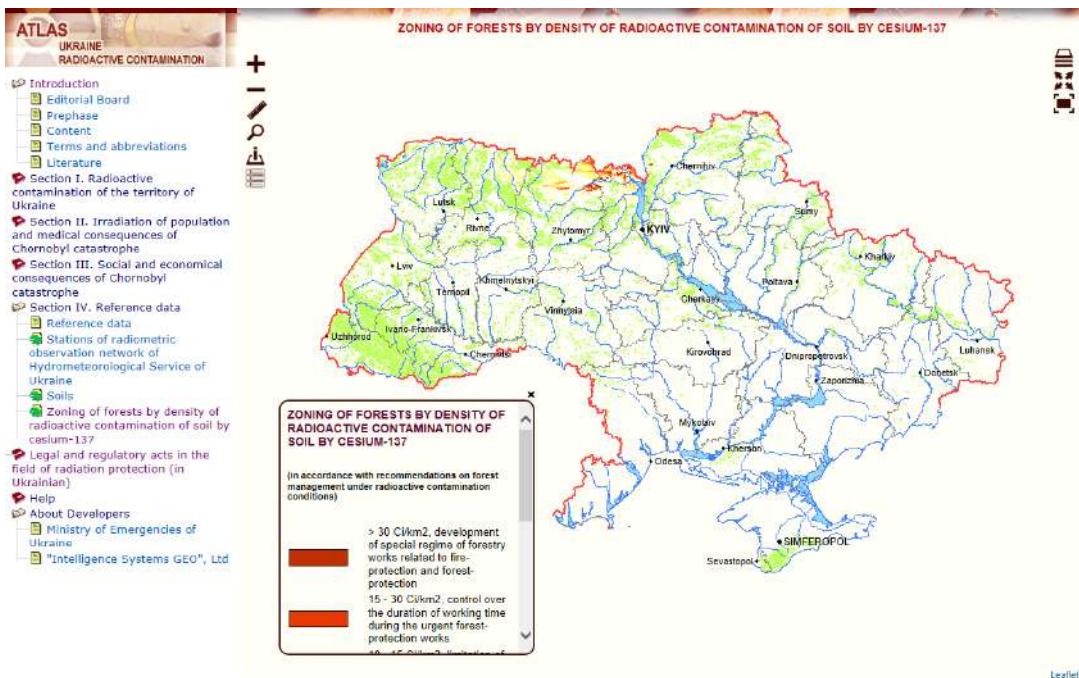 ATLAS
UKRAINE
RADIOACTIVE CONTAMINATION
Introduction
Editorial Board
Prephase
Content
Terms and abbreviations
Literature
Section I. Radioactive
contamination of the territory of
Ukraine
Section II. Irradiation of population
and medical consequences of
Chornobyl catastrophe
Section III. Social and economical
consequences of Chornobyl
catastrophe
Section IV. Reference data
Reference data
Stations of radiometric
observation network of
Hydrometeorological Service of
Ukraine
Soils
Zoning of forests by density of
radioactive contamination of soil by
cesium-137
Legal and regulatory acts in the
field of radiation protection (in
Ukrainian)
Help
About Developers
Ministry of Emergencies of
Ukraine
"Intelligence Systems GEO", Ltd
ZONING OF FORESTS BY DENSITY OF RADIOACTIVE CONTAMINATION OF SOIL BY CESIUM-137
Chernihiv
Lutsk
Rivne
Zhytomyr
KYIV
Sumy
Lviv
Kharkiv
Ternopil
Khmelnytskyi
Poltava
Vinnytsia
Cherkasy
Ivano-Frankivsk
Uzhhorod
Chernivtsi
Kirovohrad
Dnipropetrovsk
Luhansk
Donetsk
Zaporizhia
Mykolaiv
Kherson
Odesa
SIMFEROPOL
Sevastopol
ZONING OF FORESTS BY DENSITY OF
RADIOACTIVE CONTAMINATION OF
SOIL BY CESIUM-137
(in accordance with recommendations on forest
management under radioactive contamination
conditions)
> 30 Ci/km2, development
of special regime of forestry
works related to fire-
protection and forest-
protection
15 - 30 Ci/km2, control over
the duration of working time
during the urgent forest-
protection works
Leaflet